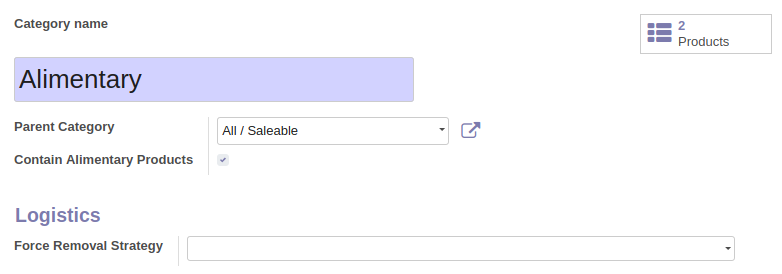 Category name
2
Products
Alimentary
Parent Category
All / Saleable
Contain Alimentary Products
Logistics
Force Removal Strategy